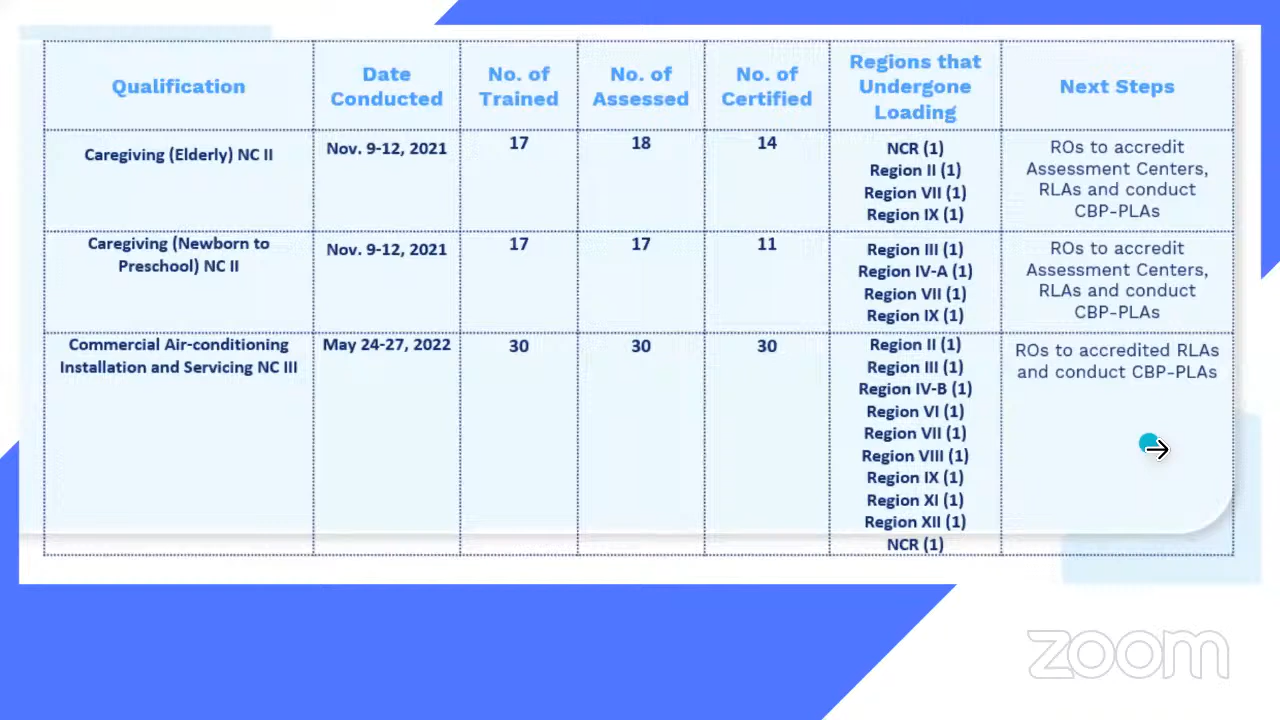 Qualification
Date
Conducted
No. of
Trained
No. of
Assessed
No. of
Certified
Regions that
Undergone
Loading
Next Steps
Caregiving (Elderly) NC II
Nov. 9-12, 2021
17
18
14
NCR (1)
Region II (1)
Region VII (1)
Region IX (1)
ROs to accredit
Assessment Centers,
RLAs and conduct
CBP-PLAs
Caregiving (Newborn to
Preschool) NC II
Nov. 9-12, 2021
17
17
11
Region III (1)
Region IV-A (1)
Region VII (1)
Region IX (1)
ROs to accredit
Assessment Centers,
RLAs and conduct
CBP-PLAs
Commercial Air-conditioning
Installation and Servicing NC III
May 24-27, 2022
30
30
30
Region II (1)
Region III (1)
Region IV-B (1)
Region VI (1)
Region VII (1)
Region VIII (1)
Region IX (1)
Region XI (1)
Region XII (1)
NCR (1)
ROs to accredited RLAs
and conduct CBP-PLAs
zoom